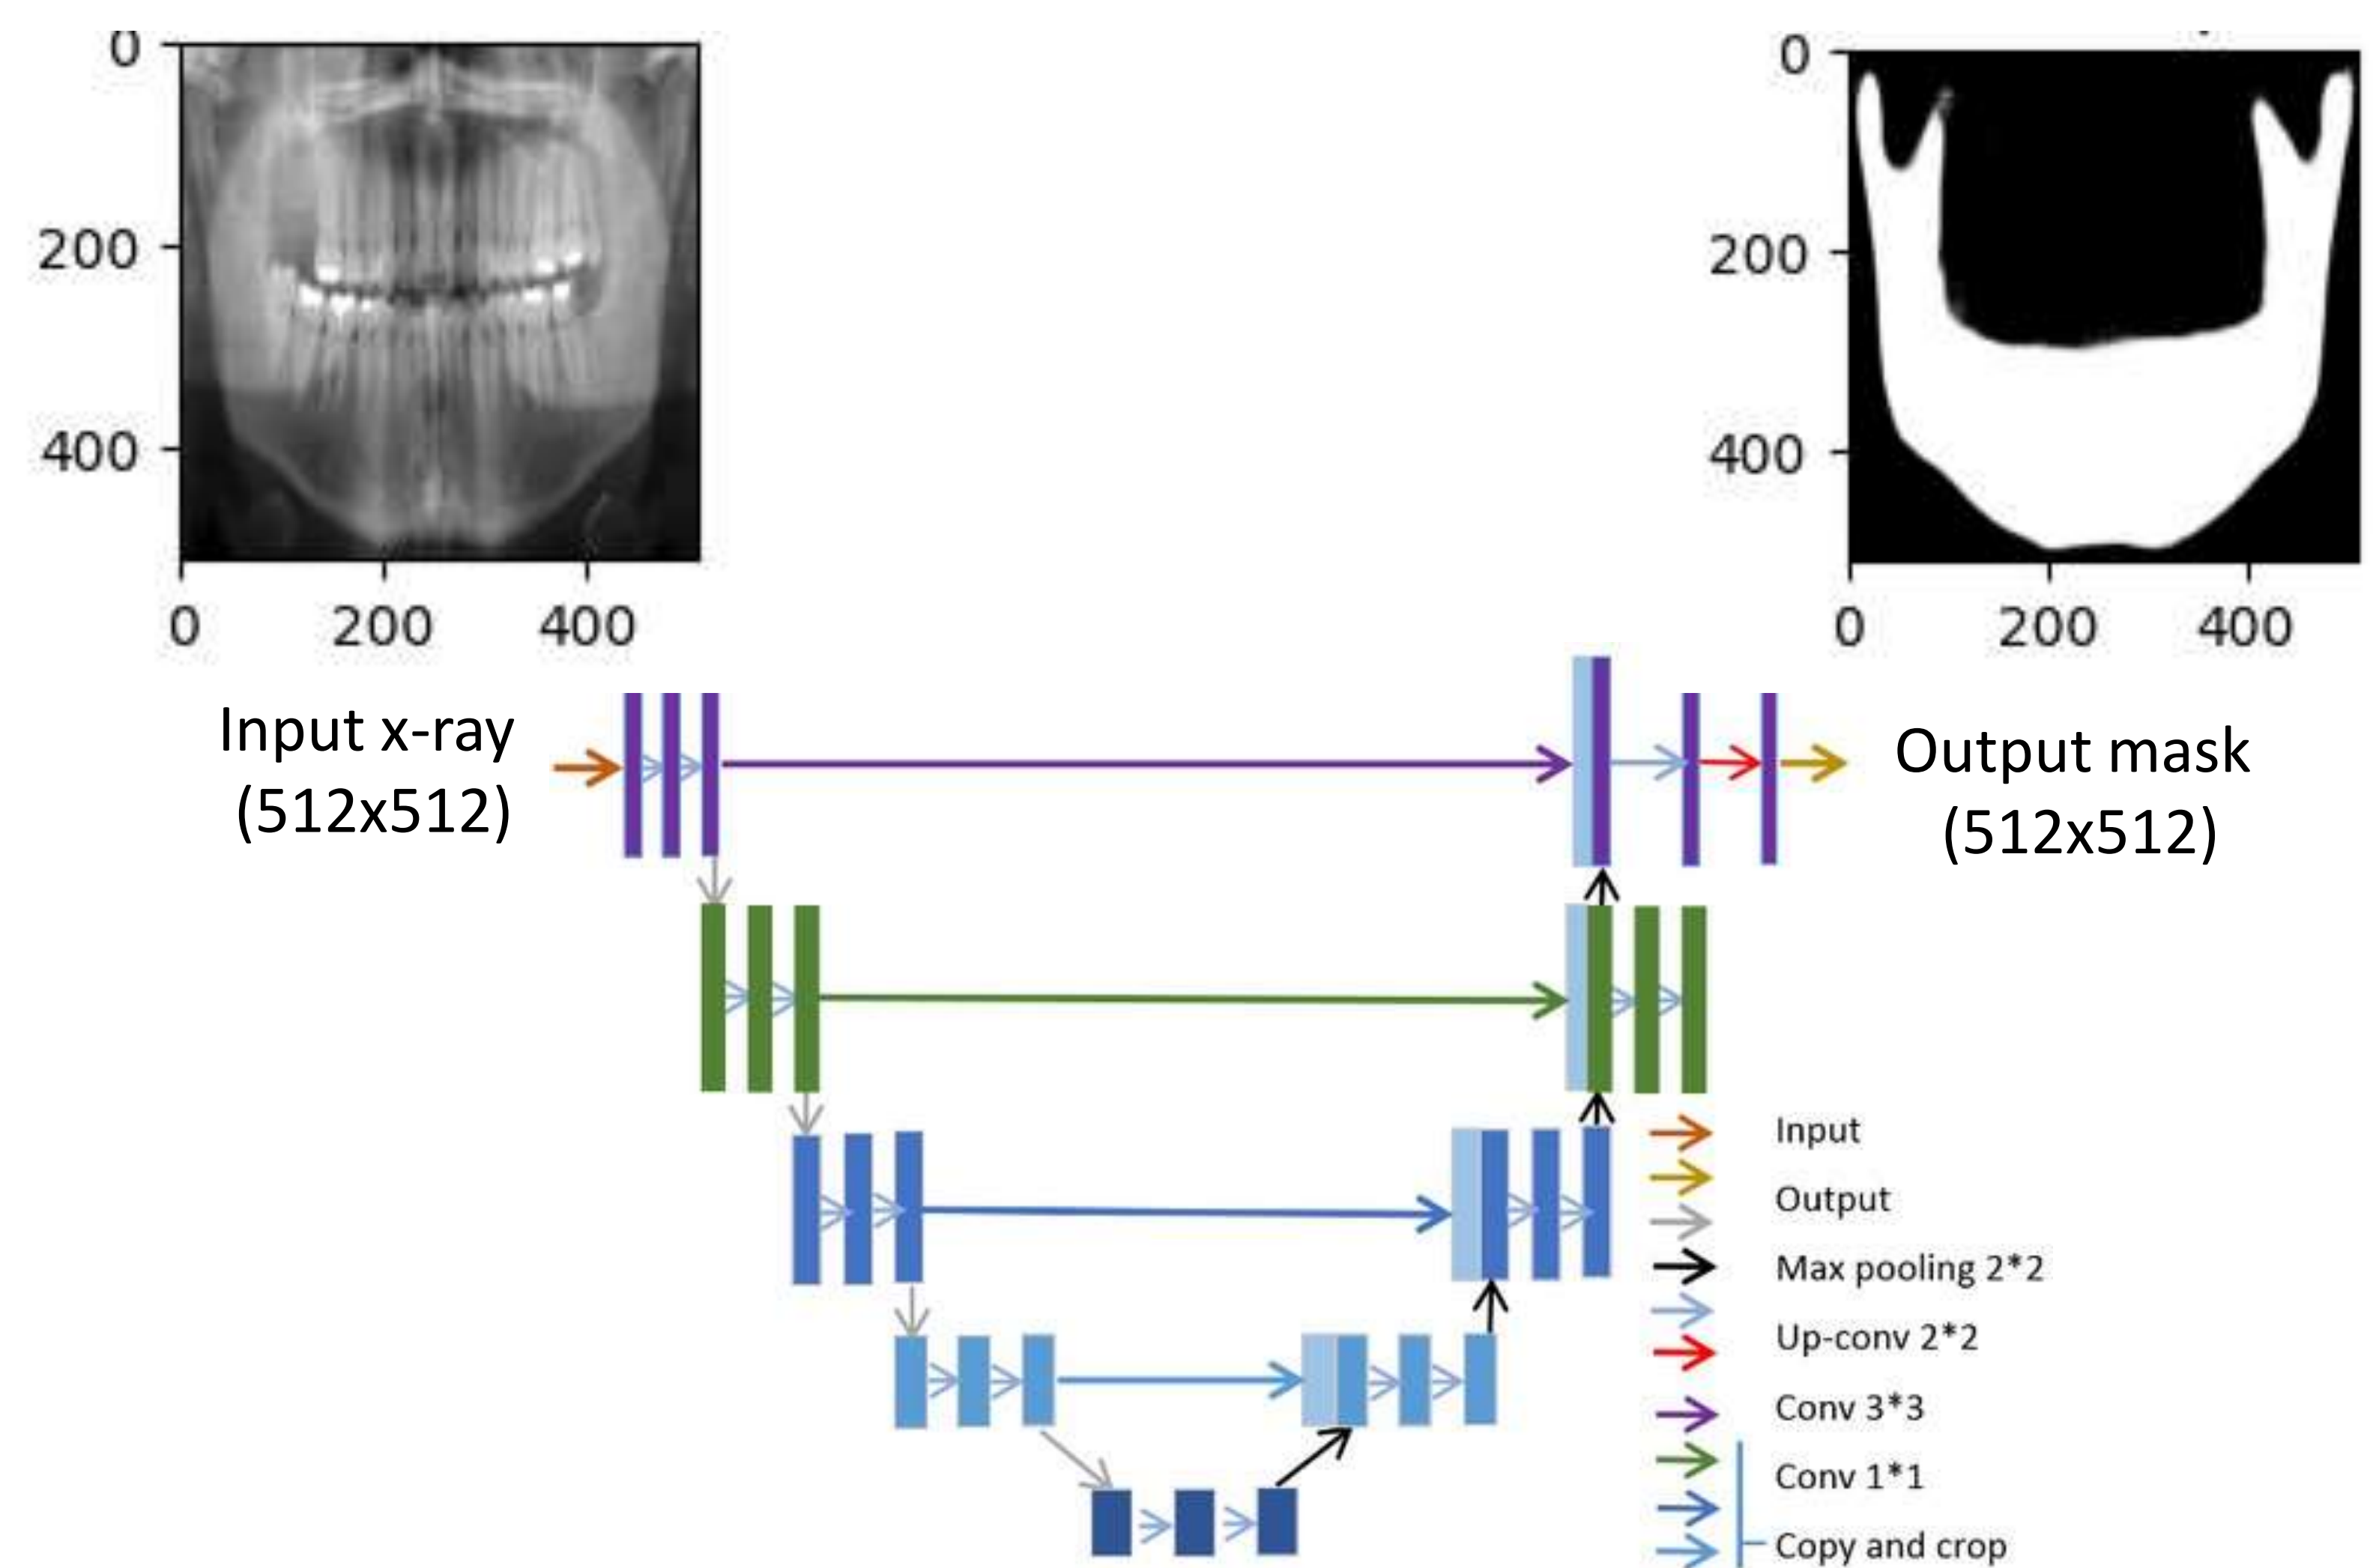 0
200
400
0 200 400
0
200
400
0 200 400
Input x-ray
(512x512)
Output mask
(512x512)
Input
Output
Max pooling 2*2
Up-conv 2*2
Conv 3*3
Conv 1*1
Copy and crop